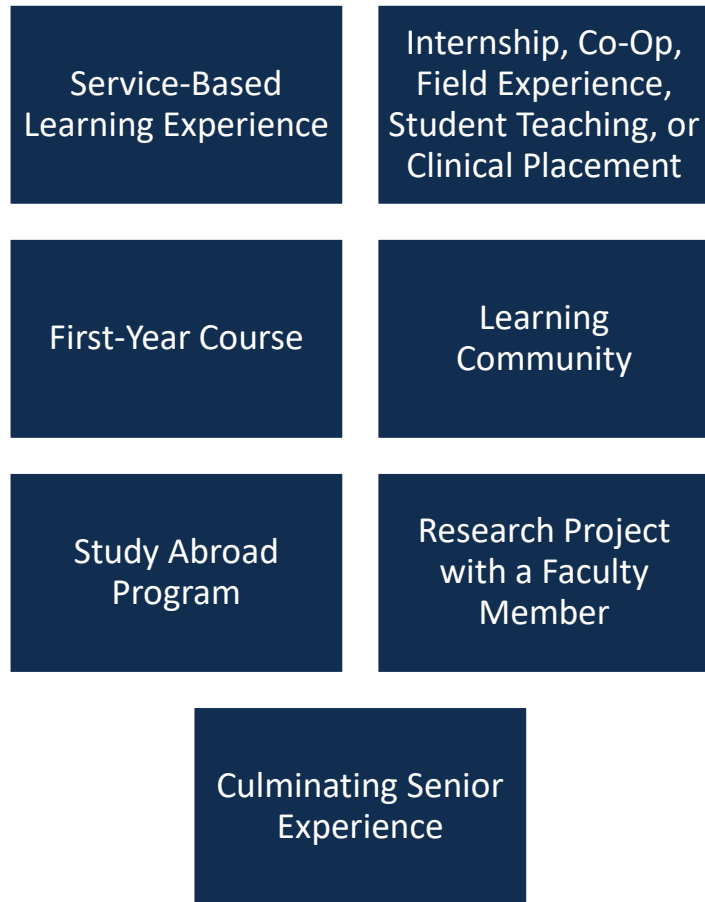 Service-Based
Learning Experience
Internship, Co-Op,
Field Experience,
Student Teaching, or
Clinical Placement
First-Year Course
Learning
Community
Study Abroad
Program
Research Project
with a Faculty
Member
Culminating Senior
Experience